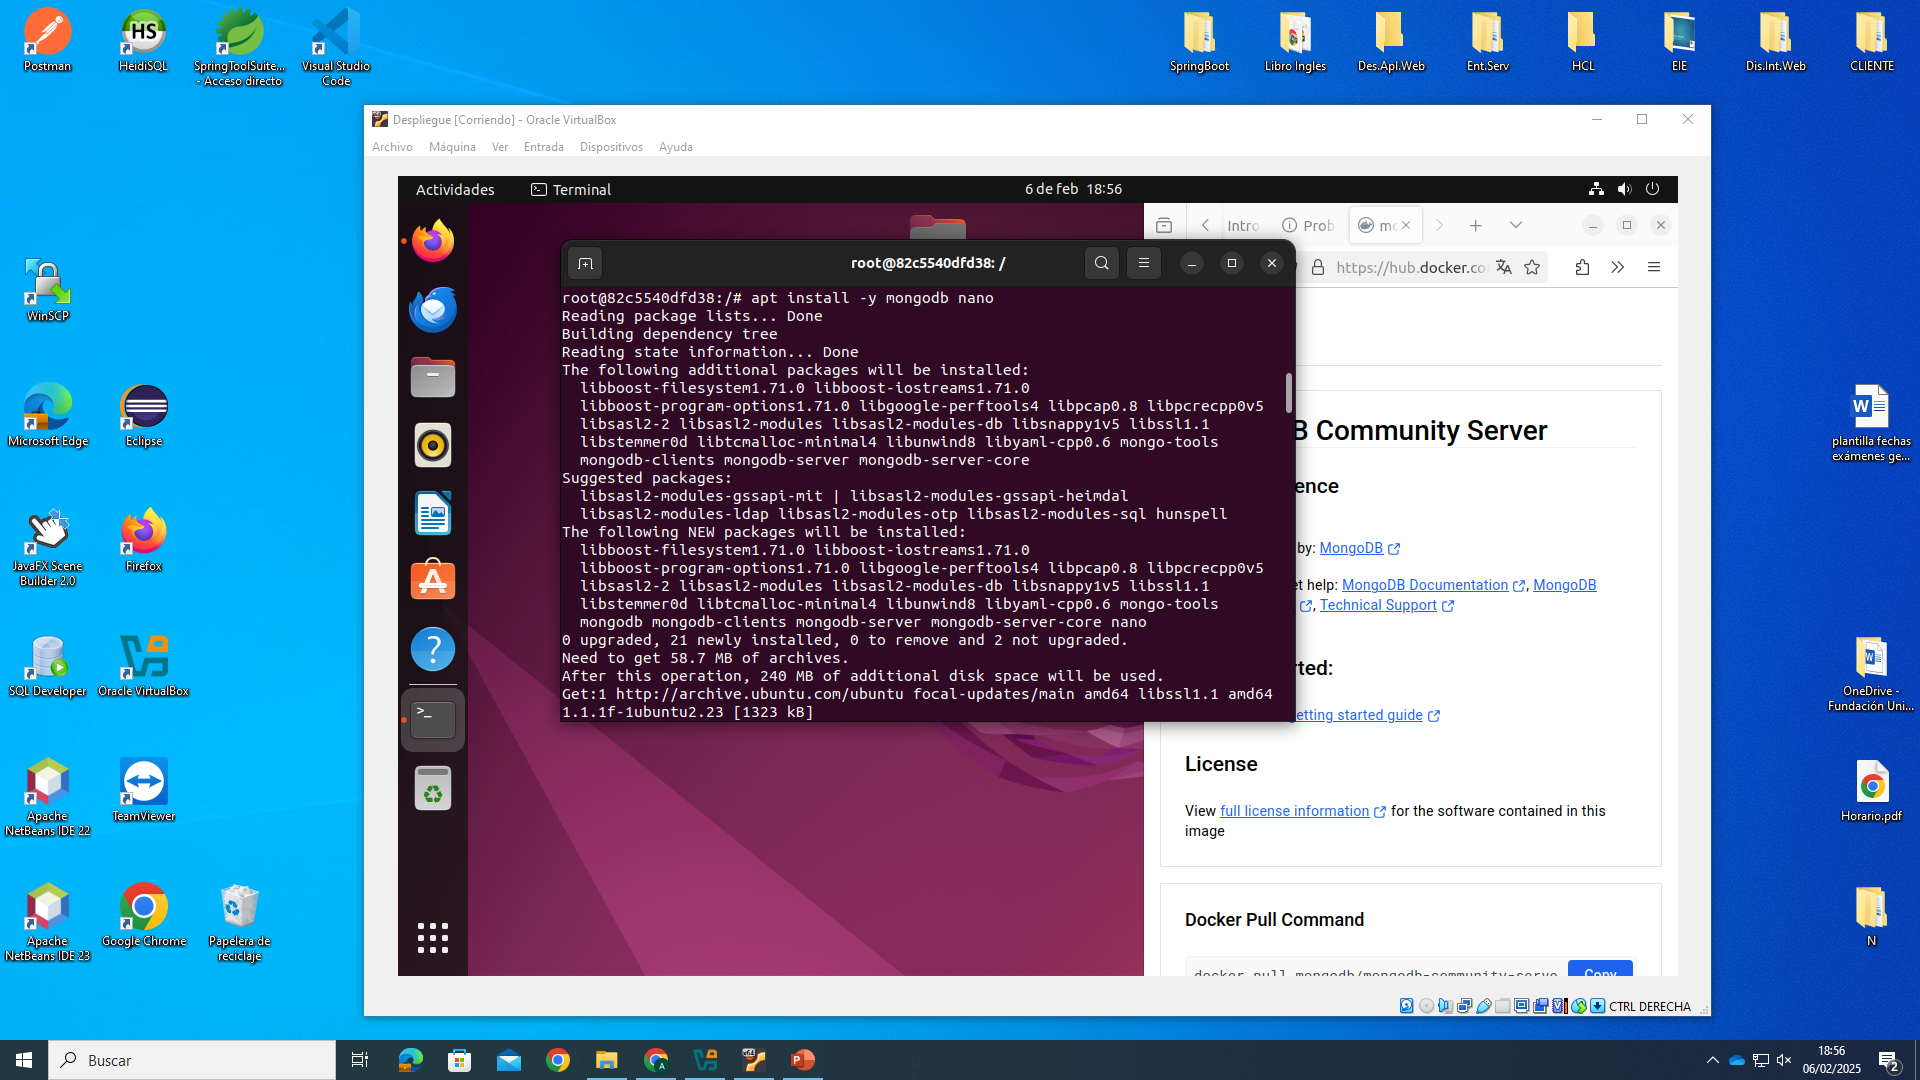 Postman
HeidiSQL
SpringToolSuite...
- Acceso directo
Visual Studio
Code
SpringBoot
Libro Ingles
Des.Apl.Web
Ent.Serv
HCL
EIE
Dis.Int.Web
CLIENTE
Despliegue [Corriendo] - Oracle VirtualBox
Archivo Máquina Ver Entrada Dispositivos Ayuda
Actividades
Terminal
6 de feb 18:56
Intro
Prob
mo
https://hub.docker.co
root@82c5540dfd38: /
root@82c5540dfd38:/# apt install -y mongodb nano
Reading package lists... Done
Building dependency tree
Reading state information... Done
The following additional packages will be installed:
libboost-filesystem1.71.0 libboost-iostreams1.71.0
libboost-program-options1.71.0 libgoogle-perftools4 libpcap0.8 libpcrecpp0v5
libsasl2-2 libsasl2-modules libsasl2-modules-db libsnappy1v5 libssl1.1
libstemmer0d libtcmalloc-minimal4 libunwind8 libyaml-cpp0.6 mongo-tools
mongodb-clients mongodb-server mongodb-server-core
Suggested packages:
libsasl2-modules-gssapi-mit | libsasl2-modules-gssapi-heimdal
libsasl2-modules-ldap libsasl2-modules-otp libsasl2-modules-sql hunspell
The following NEW packages will be installed:
libboost-filesystem1.71.0 libboost-iostreams1.71.0
libboost-program-options1.71.0 libgoogle-perftools4 libpcap0.8 libpcrecpp0v5
libsasl2-2 libsasl2-modules libsasl2-modules-db libsnappy1v5 libssl1.1
libstemmer0d libtcmalloc-minimal4 libunwind8 libyaml-cpp0.6 mongo-tools
mongodb mongodb-clients mongodb-server mongodb-server-core nano
0 upgraded, 21 newly installed, 0 to remove and 2 not upgraded.
Need to get 58.7 MB of archives.
After this operation, 240 MB of additional disk space will be used.
Get:1 http://archive.ubuntu.com/ubuntu focal-updates/main amd64 libssl1.1 amd64
1.1.1f-1ubuntu2.23 [1323 kB]
B Community Server
ence
by: MongoDB
et help: MongoDB Documentation, MongoDB
, Technical Support
rted:
etting started guide
License
View full license information for the software contained in this
image
Docker Pull Command
docker pull mongodb/mongodb-community-serve
Copy
CTRL DERECHA
WinSCP
Microsoft Edge
Eclipse
JavaFX Scene
Builder 2.0
Firefox
SQL Developer
Oracle VirtualBox
Apache
NetBeans IDE 22
TeamViewer
Apache
NetBeans IDE 23
Google Chrome
Papelera de
reciclaje
plantilla fechas
exámenes ge...
OneDrive -
Fundación Uni...
Horario.pdf
N
Buscar
18:56
06/02/2025
2